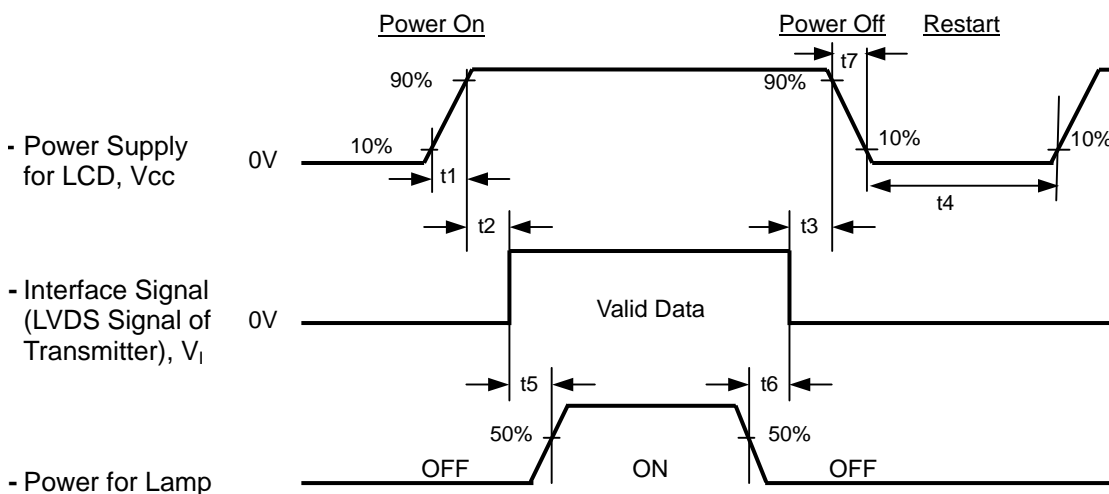 Power On
Power Off
Restart
t7
90%
90%
- Power Supply
for LCD, Vcc
0V
10%
10%
10%
t1
t4
t2
t3
- Interface Signal
(LVDS Signal of
Transmitter), VI
0V
Valid Data
t5
t6
50%
50%
- Power for Lamp
OFF
ON
OFF